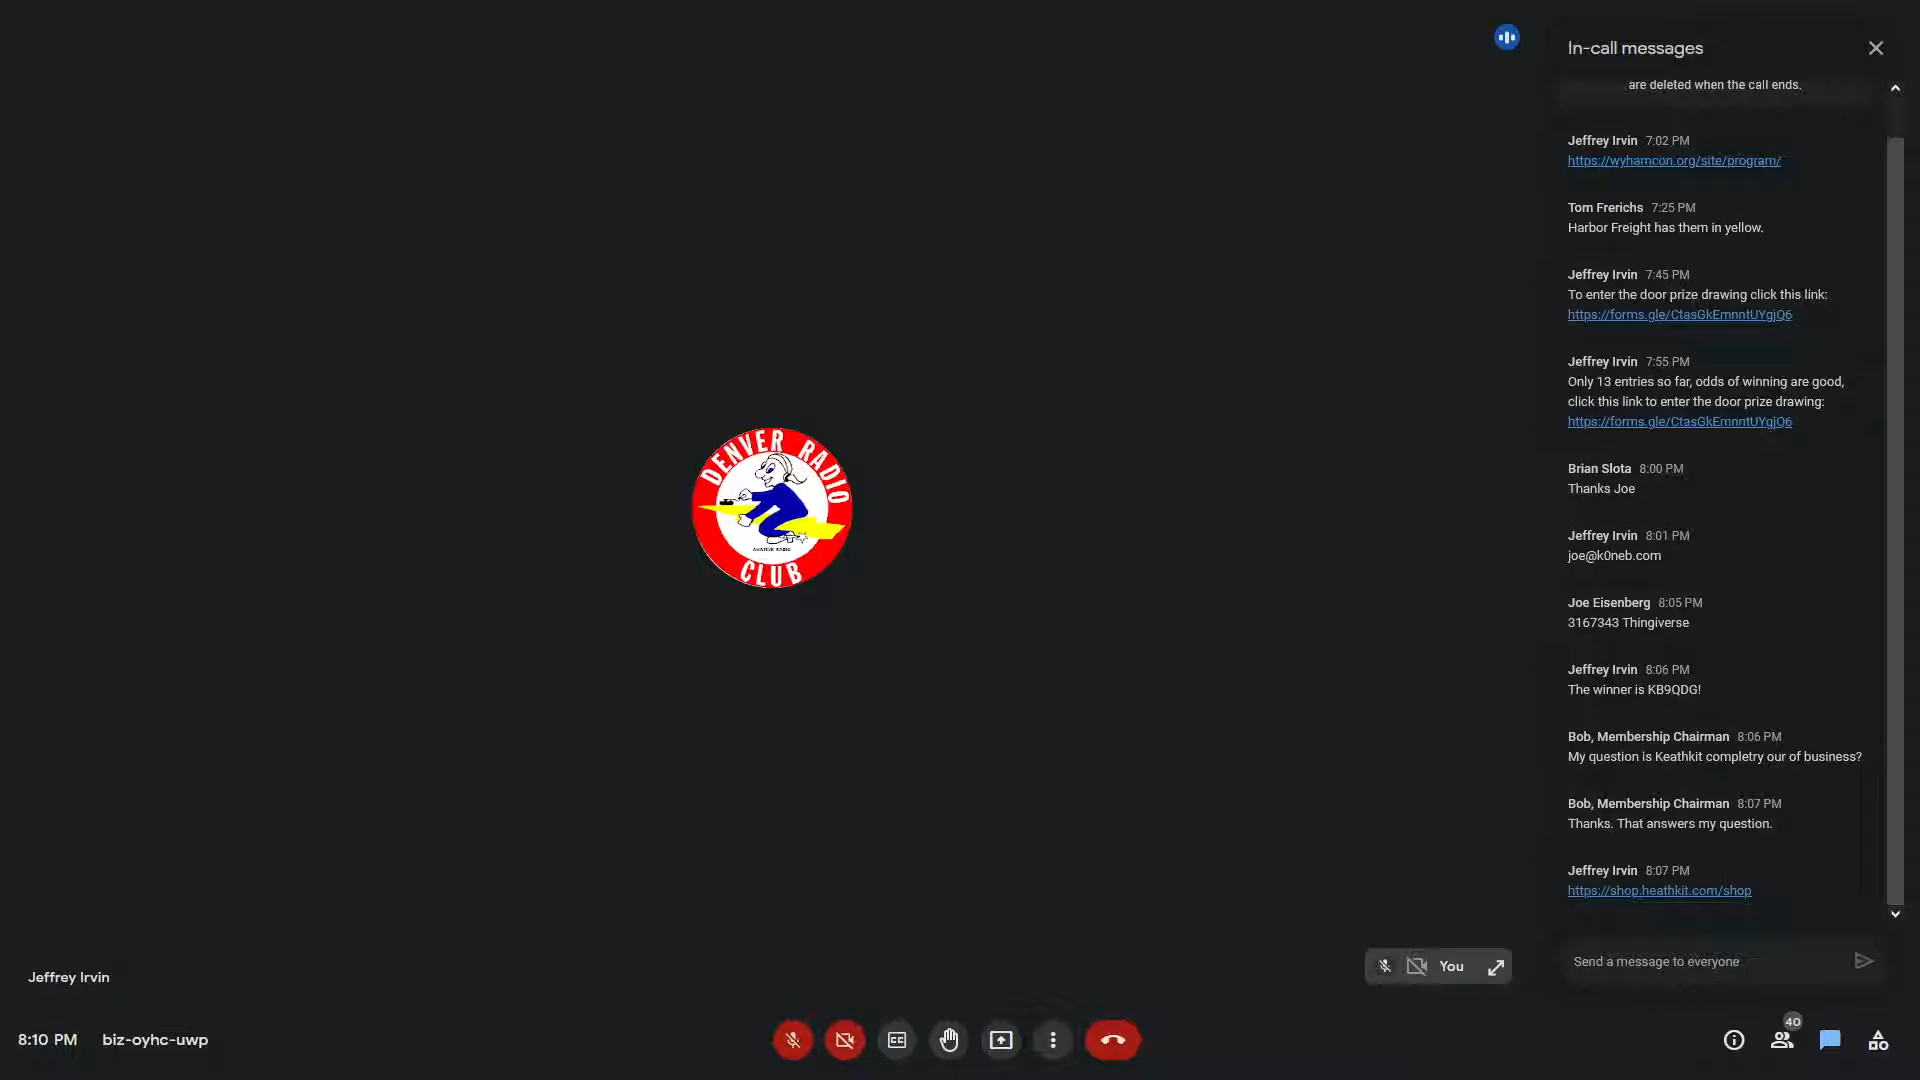 In-call messages
are deleted when the call ends.
Jeffrey Irvin 7:02 PM
https://wyhamcon.org/site/program/
Tom Frerichs 7:25 PM
Harbor Freight has them in yellow.
Jeffrey Irvin 7:45 PM
To enter the door prize drawing click this link:
https://forms.gle/CtasGkEmnntUYgjQ6
Jeffrey Irvin 7:55 PM
Only 13 entries so far, odds of winning are good,
click this link to enter the door prize drawing:
https://forms.gle/CtasGkEmnntUYgjQ6
Brian Slota 8:00 PM
Thanks Joe
Jeffrey Irvin 8:01 PM
joe@k0neb.com
Joe Eisenberg 8:05 PM
3167343 Thingiverse
Jeffrey Irvin 8:06 PM
The winner is KB9QDG!
Bob, Membership Chairman 8:06 PM
My question is Keathkit completry our of business?
Bob, Membership Chairman 8:07 PM
Thanks. That answers my question.
Jeffrey Irvin 8:07 PM
https://shop.heathkit.com/shop
Send a message to everyone
DENVER RADIO
AMATEUR RADIO
CLUB
Jeffrey Irvin
You
8:10 PM biz-oyhc-uwp
CC
40